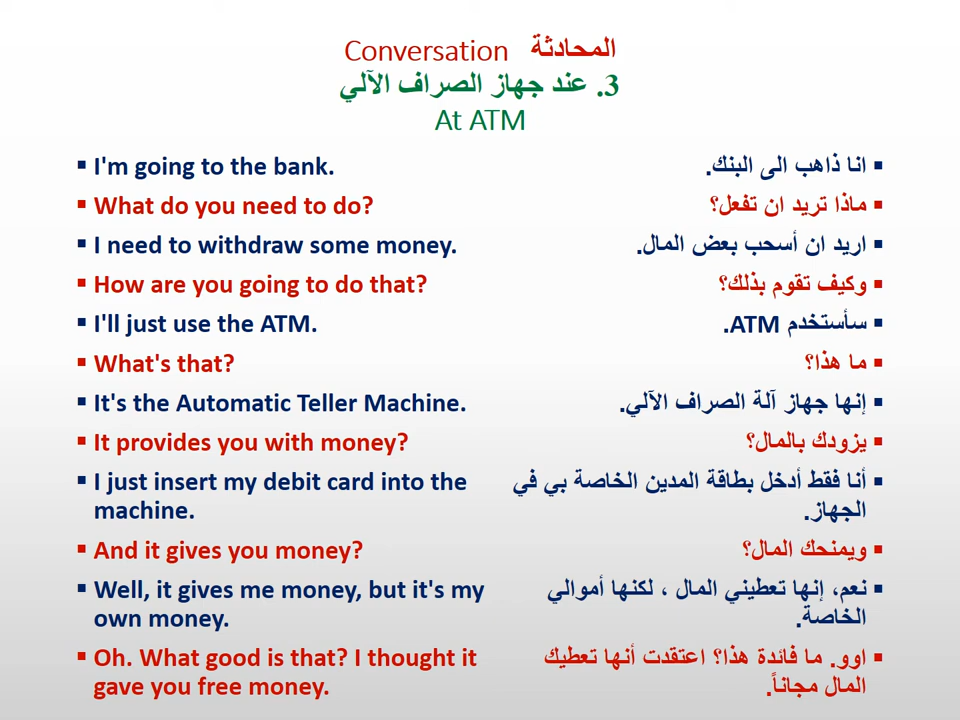 Conversation المحادثة
3. عند جهاز الصراف الآلي
At ATM
▪ I'm going to the bank.
▪ انا ذاهب الى البنك.
▪ What do you need to do?
▪ ماذا تريد ان تفعل؟
▪ I need to withdraw some money.
▪ اريد ان أسحب بعض المال.
▪ How are you going to do that?
▪ وكيف تقوم بذلك؟
▪ I'll just use the ATM.
▪ سأستخدم ATM.
▪ What's that?
▪ ما هذا؟
▪ It's the Automatic Teller Machine.
▪ إنها جهاز آلة الصراف الآلي.
▪ It provides you with money?
▪ يزودك بالمال؟
▪ I just insert my debit card into the
machine.
▪ أنا فقط أدخل بطاقة المدين الخاصة بي في
الجهاز.
▪ And it gives you money?
▪ ويمنحك المال؟
▪ Well, it gives me money, but it's my
own money.
▪ نعم، إنها تعطيني المال ، لكنها أموالي
الخاصة.
▪ Oh. What good is that? I thought it
gave you free money.
▪ اوو. ما فائدة هذا؟ اعتقدت أنها تعطيك
المال مجاناً.